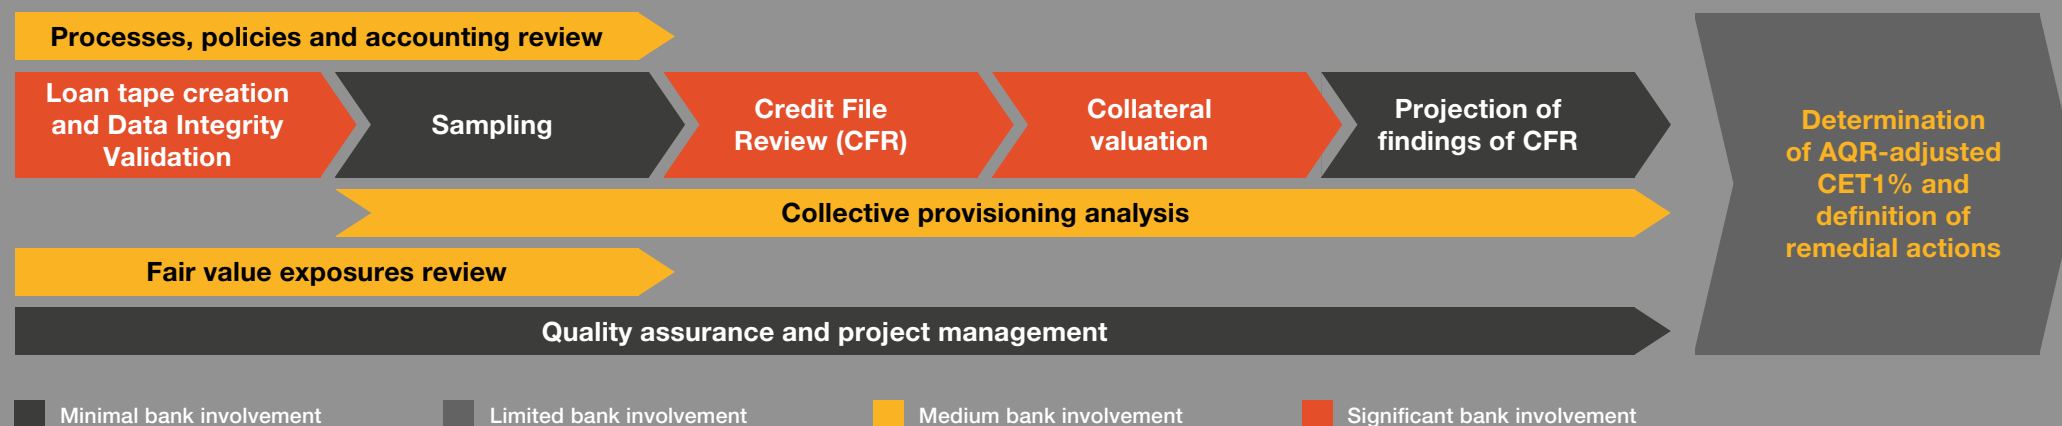 Processes, policies and accounting review
Loan tape creation
and Data Integrity
Validation
Sampling
Credit File
Review (CFR)
Collateral
valuation
Projection of
findings of CFR
Collective provisioning analysis
Fair value exposures review
Quality assurance and project management
Determination
of AQR-adjusted
CET1% and
definition of
remedial actions
Minimal bank involvement
Limited bank involvement
Medium bank involvement
Significant bank involvement